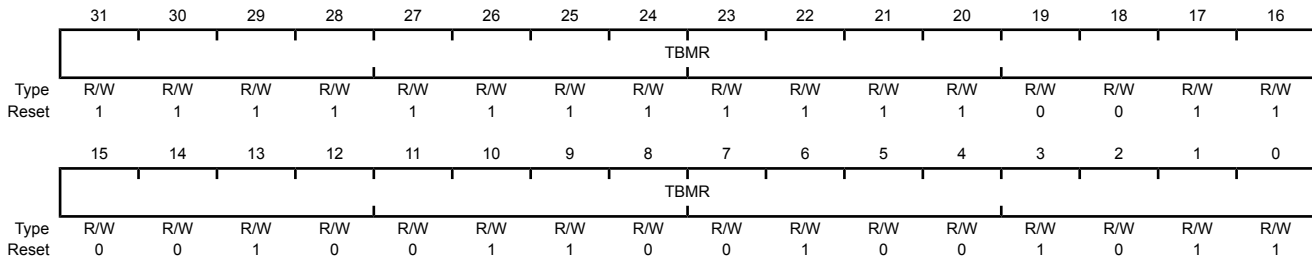 31 30 29 28 27 26 25 24 23 22 21 20 19 18 17 16
TBMR
Type R/W R/W R/W R/W R/W R/W R/W R/W R/W R/W R/W R/W R/W R/W R/W R/W
Reset 1 1 1 1 1 1 1 1 1 1 1 1 0 0 1 1
15 14 13 12 11 10 9 8 7 6 5 4 3 2 1 0
TBMR
Type R/W R/W R/W R/W R/W R/W R/W R/W R/W R/W R/W R/W R/W R/W R/W R/W
Reset 0 0 1 0 0 1 1 0 0 1 0 0 1 0 1 1